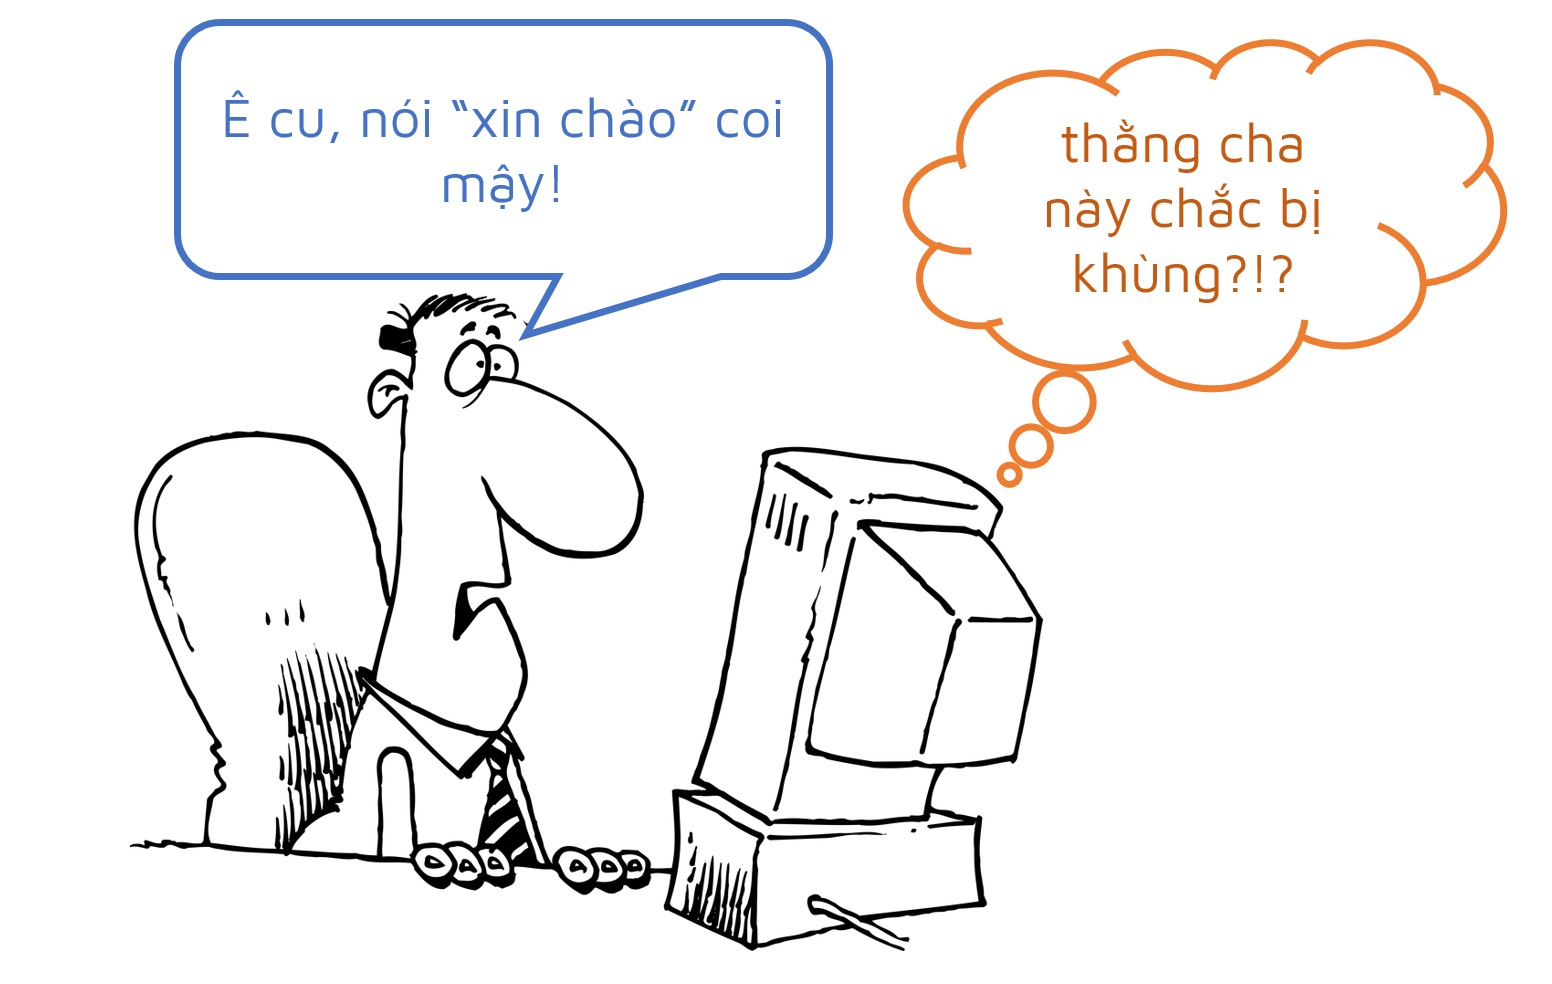 Ê cu, nói “xin chào” coi
mậy!
thằng cha
này chắc bị
khùng?!?